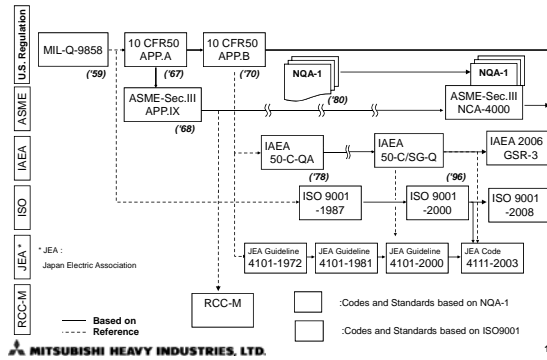 U.S. Regulation
MIL-Q-9858
('59)
10 CFR50
APP.A
('67)
10 CFR50
APP.B
('70)
NQA-1
('80)
NQA-1
ASME
ASME-Sec.III
APP.IX
('68)
ASME-Sec.III
NCA-4000
IAEA
IAEA
50-C-QA
('78)
IAEA
50-C/SG-Q
('96)
IAEA 2006
GSR-3
ISO
ISO 9001
-1987
ISO 9001
-2000
ISO 9001
-2008
JEA *
* JEA :
Japan Electric Association
JEA Guideline
4101-1972
JEA Guideline
4101-1981
JEA Guideline
4101-2000
JEA Code
4111-2003
RCC-M
RCC-M
Based on
Reference
:Codes and Standards based on NQA-1
:Codes and Standards based on ISO9001
MITSUBISHI HEAVY INDUSTRIES, LTD.
1